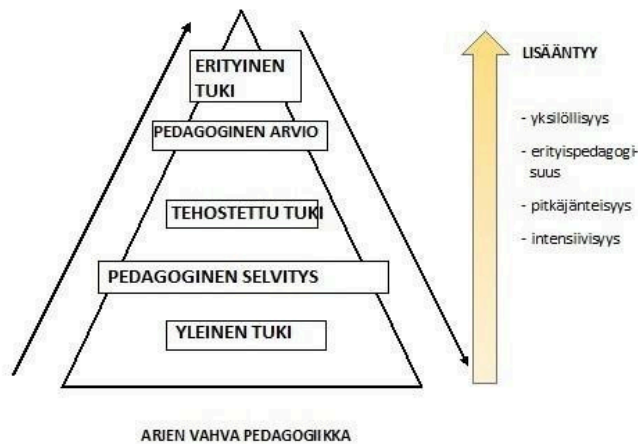 ERITYINEN
TUKI
PEDAGOGINEN ARVIO
TEHOSTETTU TUKI
PEDAGOGINEN SELVITYS
YLEINEN TUKI
ARJEN VAHVA PEDAGOGIIKKA
LISÄÄNTYY
- yksilöllisyys
- erityispedagogi-
suus
- pitkäjänteisyys
- intensiivisyys